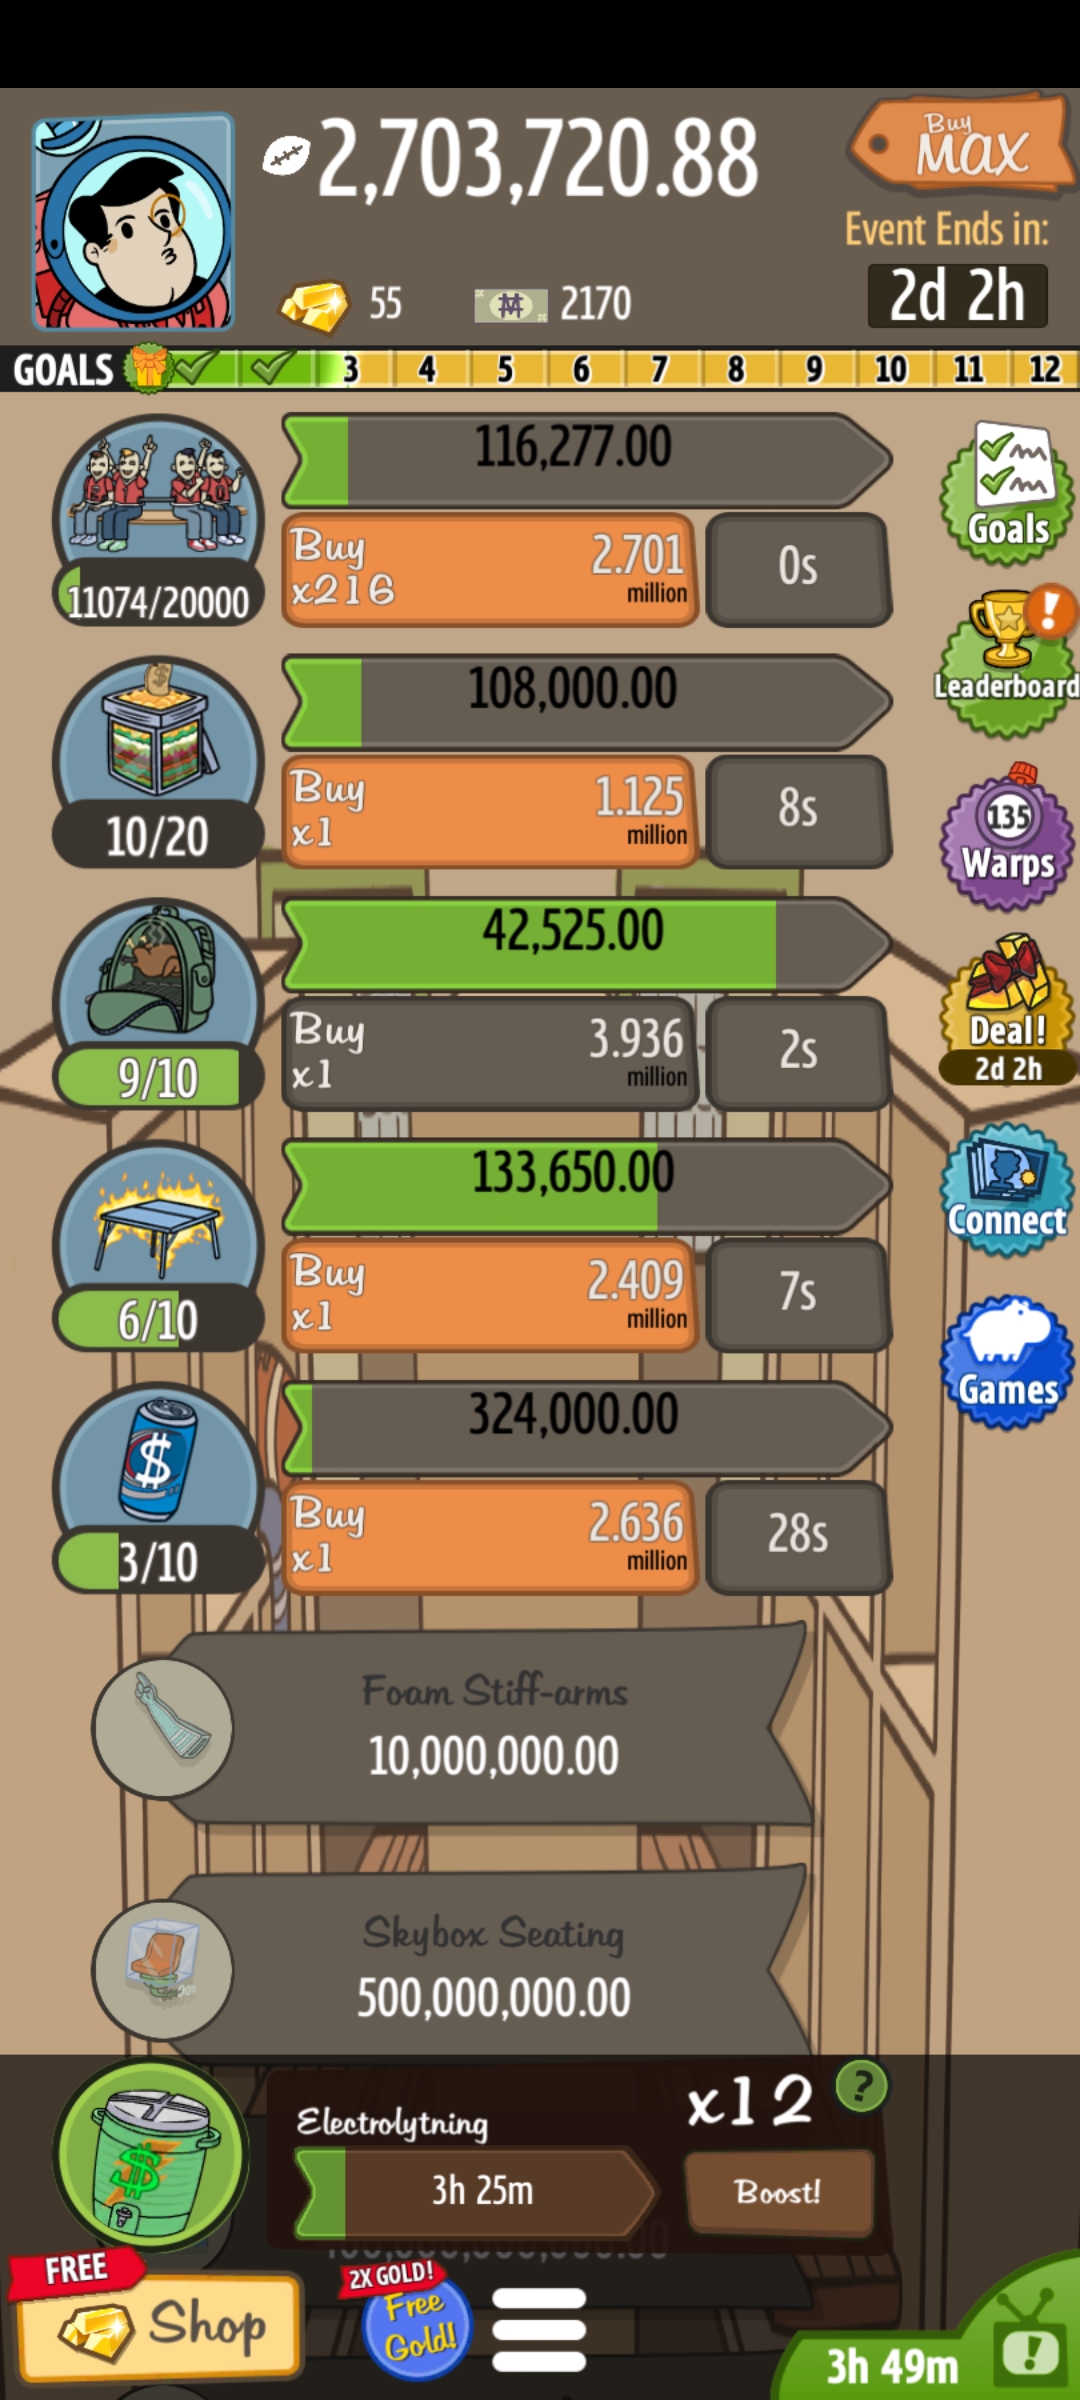 2,703,720.88
Buy
MAX
Event Ends in:
55
2170
2d 2h
GOALS 3 4 5 6 7 8 9 10 11 12
116,277.00
Buy
x216
2.701
million
0s
11074/20000
Goals
108,000.00
Buy
x1
1.125
million
8s
10/20
!
Leaderboard
42,525.00
Buy
x1
3.936
million
2s
9/10
135
Warps
Deal!
2d 2h
133,650.00
Buy
x1
2.409
million
7s
6/10
Connect
324,000.00
Buy
x1
2.636
million
28s
$
3/10
Games
Foam Stiff-arms
10,000,000.00
Skybox Seating
500,000,000.00
Electrolytning
x12
?
3h 25m
Boost!
$
FREE
Shop
2X GOLD!
Free
Gold!
3h 49m
!